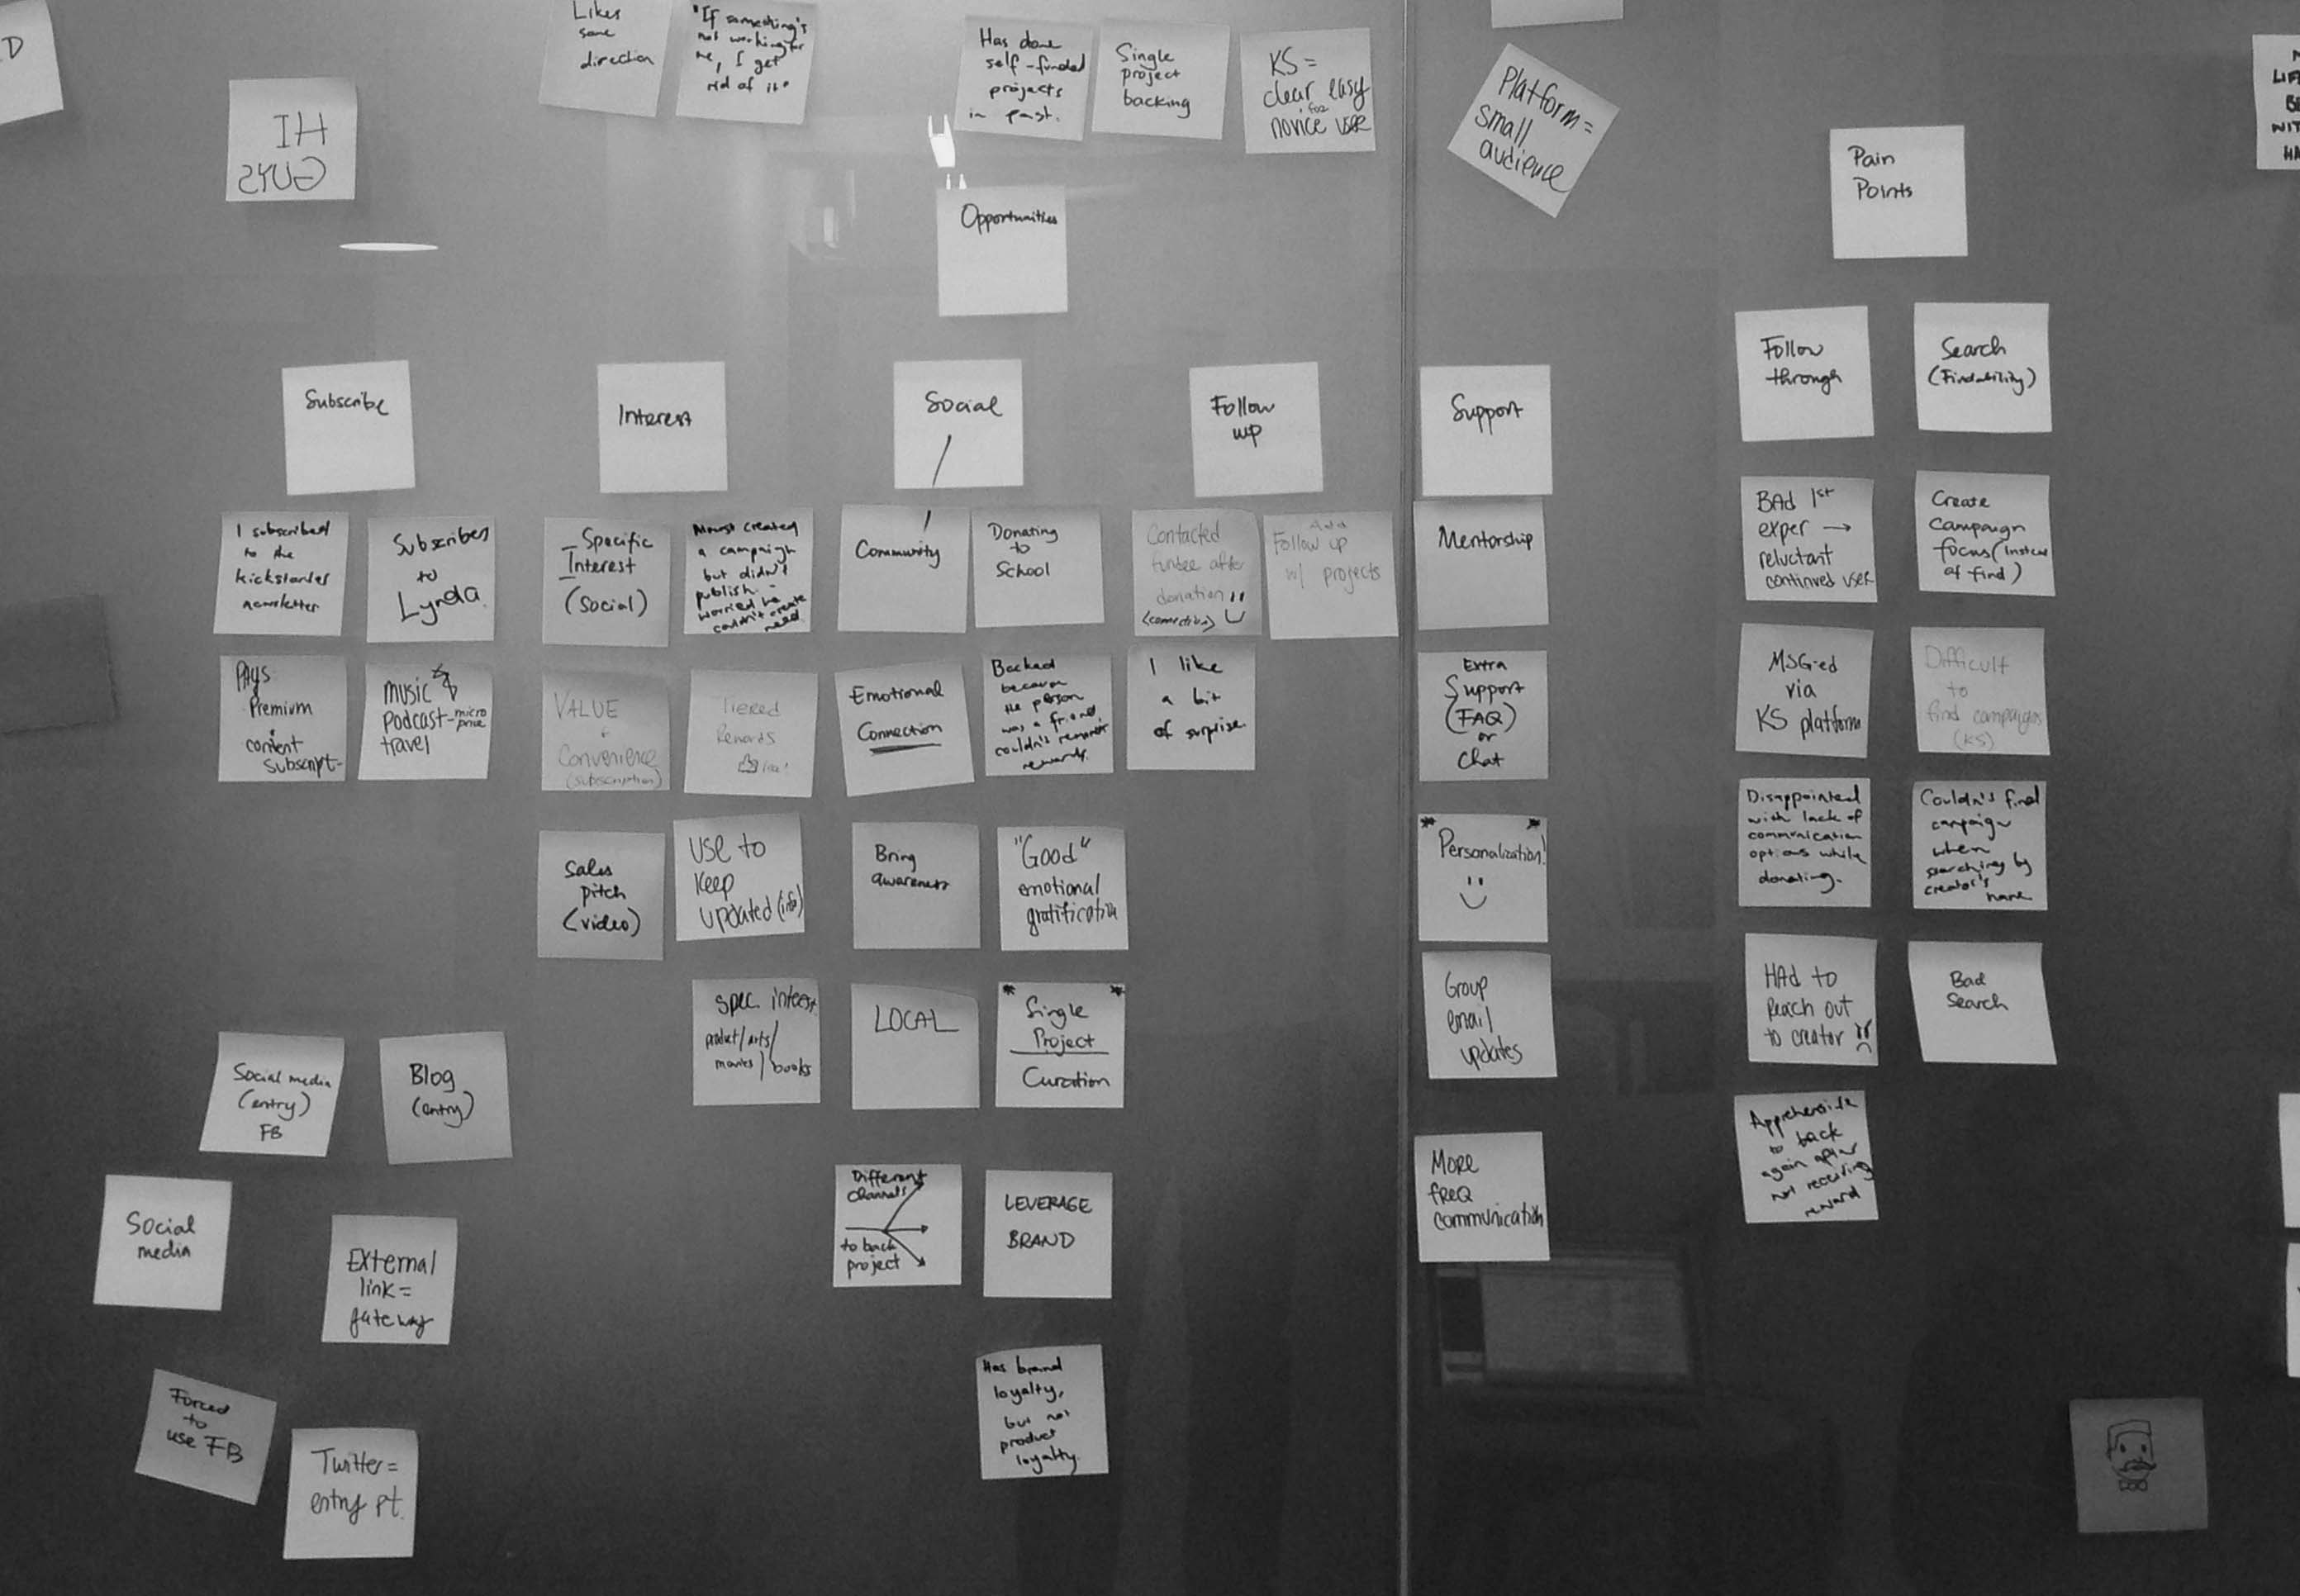 D
Likes
some
direction
"If something's
not working for
me, I get
rid of it"
Has done
self-funded
projects
in past.
Single
project
backing
KS =
clear easy
for
novice user
Platform =
small
audience
LIF
BE
NIT
HA
HI
GUYS
Opportunities
Pain
Points
Subscribe
Interest
Social
Follow
up
Support
Follow
through
Search
(Findability)
I subscribed
to the
kickstarter
newsletter
Subscribes
to
Lynda
Specific
Interest
(Social)
Almost created
a campaign
but didn't
publish.
Worried he
couldn't create
need.
Community
Donating
to
School
Contacted
fundee after
donation
(connection)
Follow up
w/ projects
Mentorship
BAd 1st
exper →
reluctant
continued user
Create
Campaign
focus (instead
of find)
PAys
Premium
content
subscript-
music
podcast-micro
price
travel
VALUE
+
Convenience
(subscription)
Tiered
Rewards
like!
Emotional
Connection
Backed
because
the person
was a friend,
couldn't remember
rewards.
I like
a bit
of surprise
Extra
Support
(FAQ)
or
Chat
MSG-ed
via
KS platform
Difficult
to
find campaigns
(KS)
Sales
pitch
(video)
USE to
Keep
updated (info)
Bring
awareness
"Good"
emotional
gratification
Personalization!
Disappointed
with lack of
communication
options while
donating.
Couldn't find
campaign
when
searching by
creator's
name
Spec. interest
product/arts/
movies/books
LOCAL
Single
Project
Curation
Group
email
updates
HAd to
Reach out
to creator
Bad
Search
Social media
(entry)
FB
Blog
(entry)
Different
Channels
to back
project
LEVERAGE
BRAND
More
freq
communication
Apprehensive
to back
again after
not receiving
reward
Social
media
External
link =
gateway
Has brand
loyalty,
but not
product
loyalty.
Forced
to
use FB
Twitter =
entry pt.